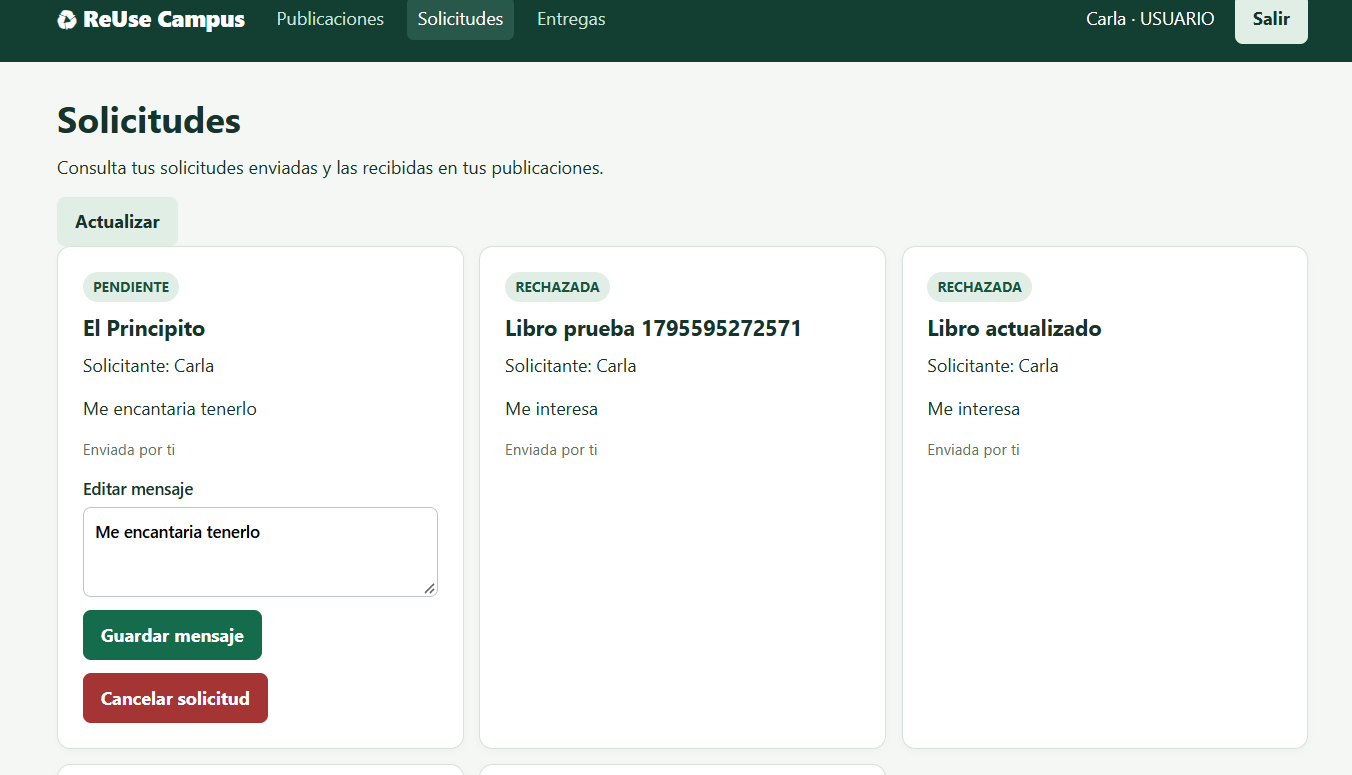 ReUse Campus Publicaciones Solicitudes Entregas Carla · USUARIO Salir
Solicitudes
Consulta tus solicitudes enviadas y las recibidas en tus publicaciones.
Actualizar
PENDIENTE
El Principito
Solicitante: Carla
Me encantaria tenerlo
Enviada por ti
Editar mensaje
Me encantaria tenerlo
Guardar mensaje
Cancelar solicitud
RECHAZADA
Libro prueba 1795595272571
Solicitante: Carla
Me interesa
Enviada por ti
RECHAZADA
Libro actualizado
Solicitante: Carla
Me interesa
Enviada por ti